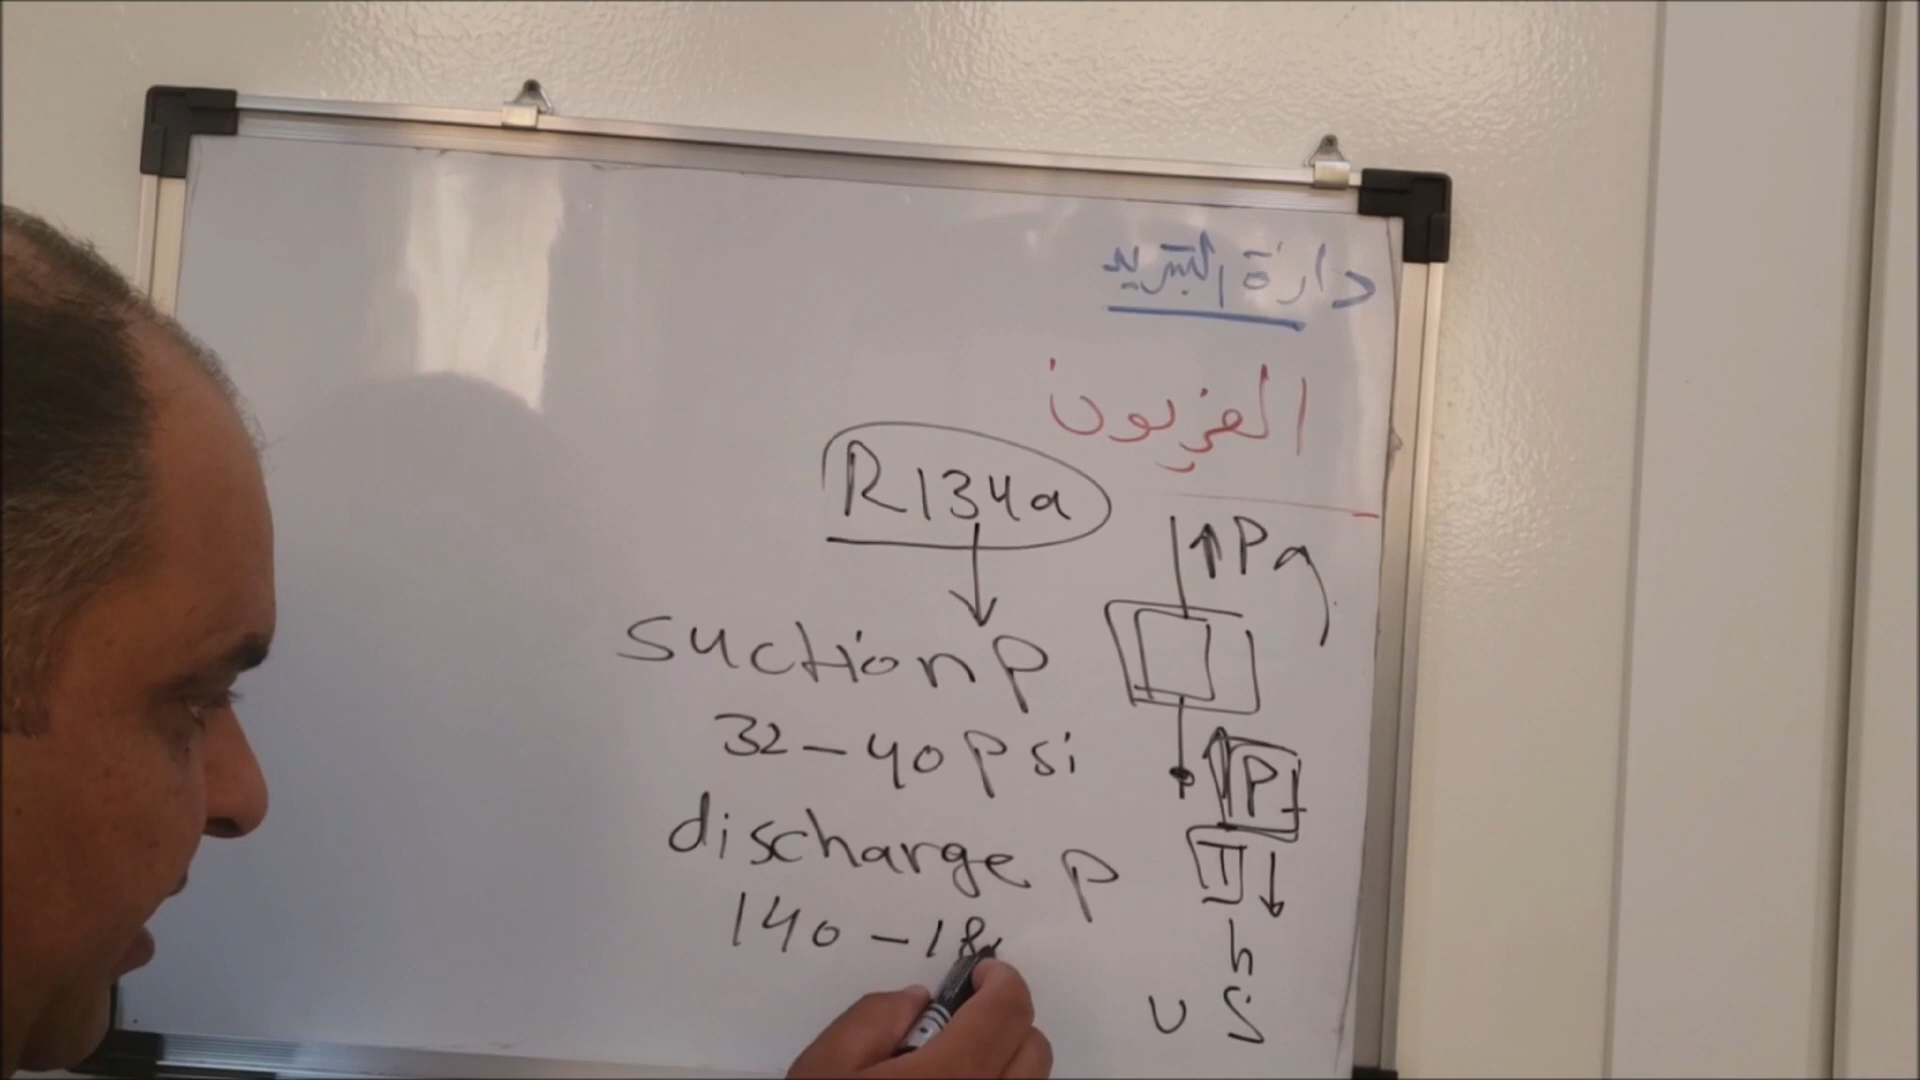 دارة التبريد
الفريون
R134a
↑Pa
suction P
32-40 psi
P
discharge P
T↓
140-18
h
υ S